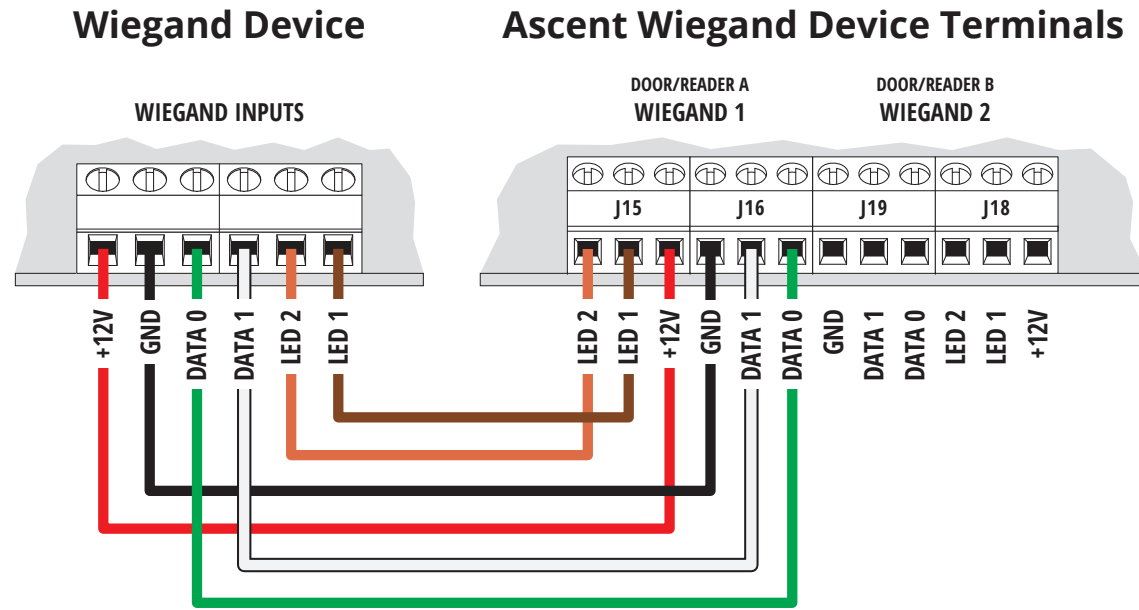 Wiegand Device
Ascent Wiegand Device Terminals
WIEGAND INPUTS
DOOR/READER A
WIEGAND 1
DOOR/READER B
WIEGAND 2
J15
J16
J19
J18
+12V
GND
DATA 0
DATA 1
LED 2
LED 1
LED 2
LED 1
+12V
GND
DATA 1
DATA 0
GND
DATA 1
DATA 0
LED 2
LED 1
+12V